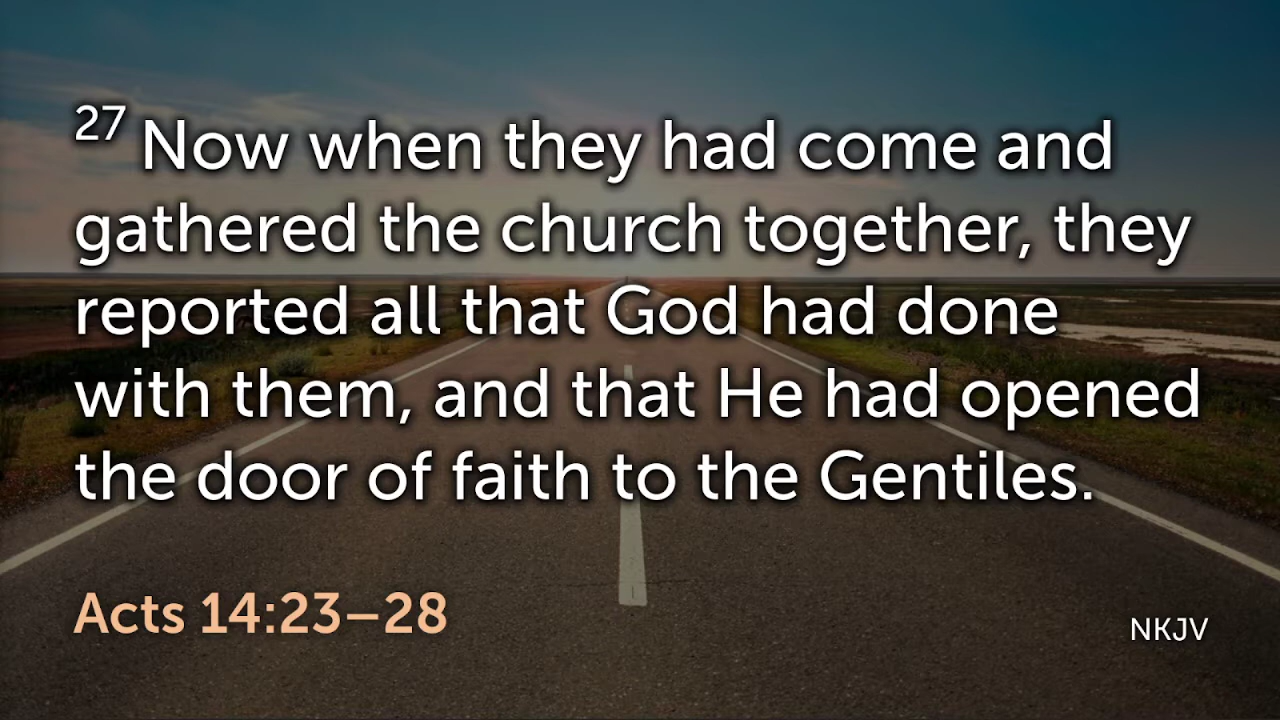 27 Now when they had come and
gathered the church together, they
reported all that God had done
with them, and that He had opened
the door of faith to the Gentiles.
Acts 14:23–28
NKJV